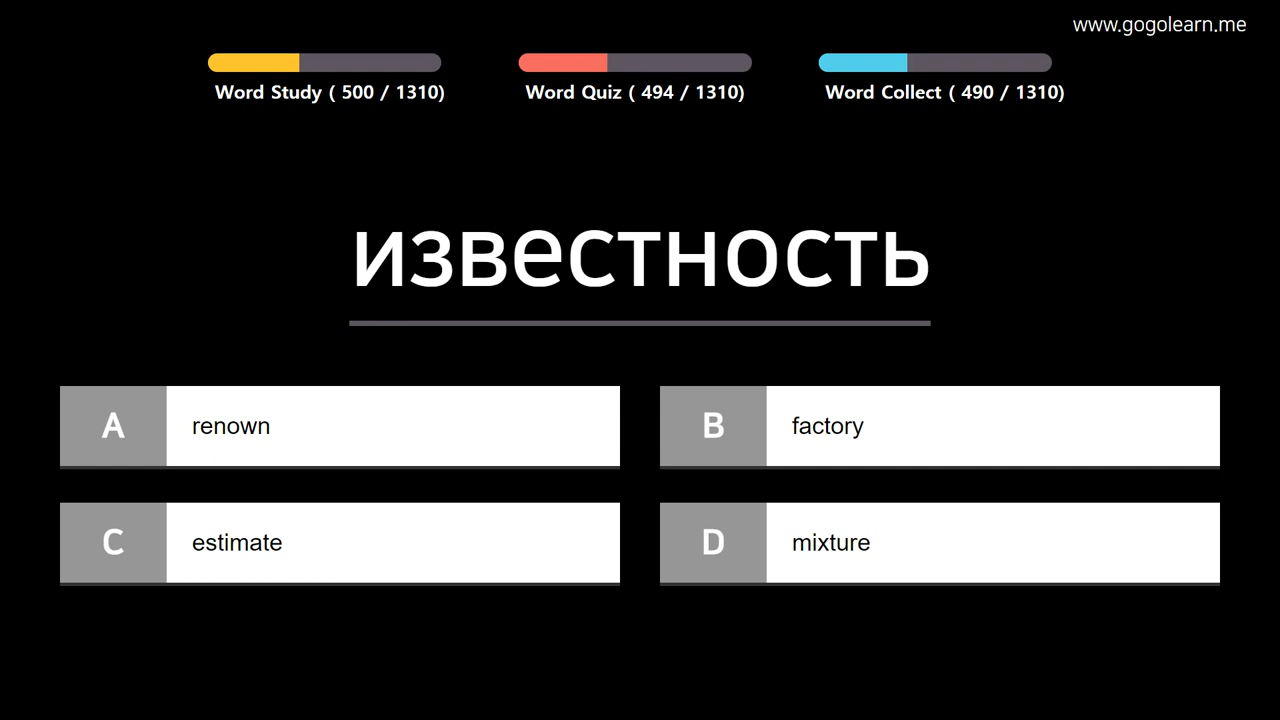 www.gogolearn.me
Word Study ( 500 / 1310)
Word Quiz ( 494 / 1310)
Word Collect ( 490 / 1310)
известность
A renown
B factory
C estimate
D mixture